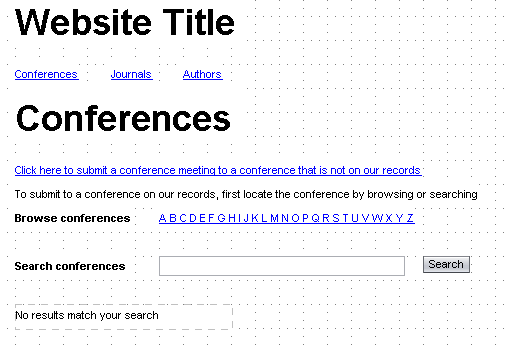 Website Title
Conferences Journals Authors
Conferences
Click here to submit a conference meeting to a conference that is not on our records
To submit to a conference on our records, first locate the conference by browsing or searching
Browse conferences A B C D E F G H I J K L M N O P Q R S T U V W X Y Z
Search conferences Search
No results match your search